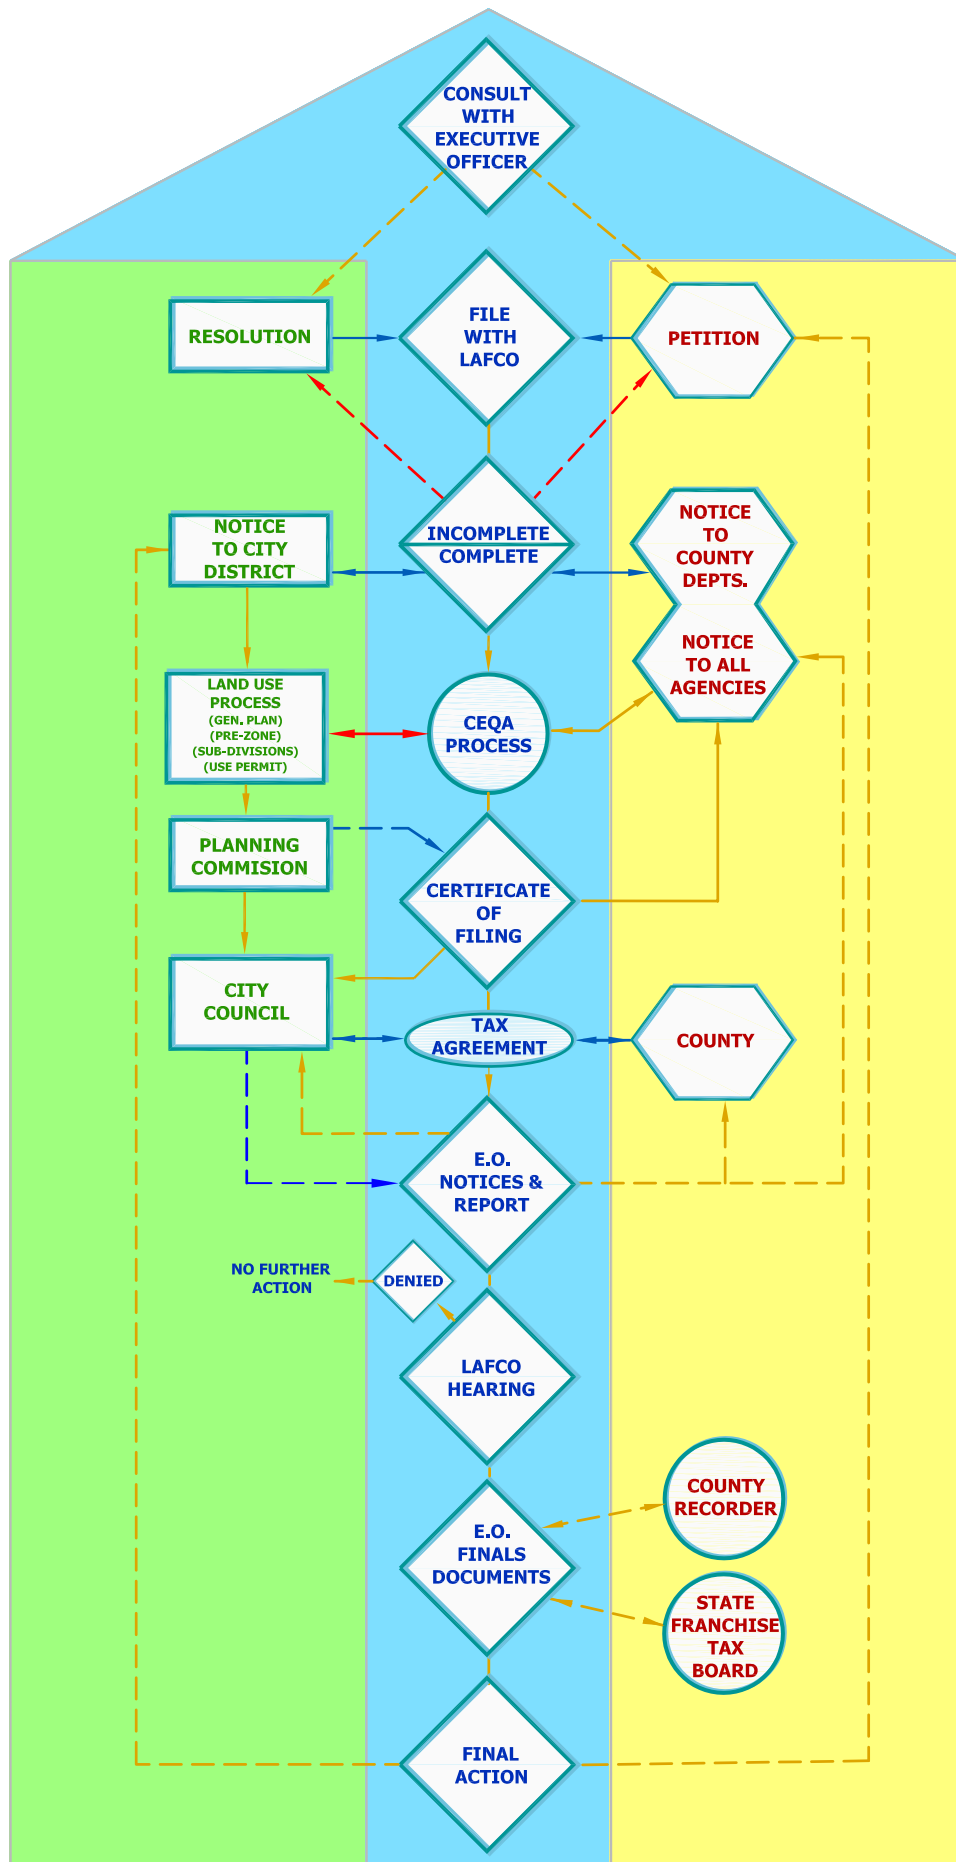 CONSULT
WITH
EXECUTIVE
OFFICER
RESOLUTION
FILE
WITH
LAFCO
PETITION
NOTICE
TO CITY
DISTRICT
INCOMPLETE
COMPLETE
NOTICE
TO
COUNTY
DEPTS.
NOTICE
TO ALL
AGENCIES
LAND USE
PROCESS
(GEN. PLAN)
(PRE-ZONE)
(SUB-DIVISIONS)
(USE PERMIT)
CEQA
PROCESS
PLANNING
COMMISION
CERTIFICATE
OF
FILING
CITY
COUNCIL
TAX
AGREEMENT
COUNTY
E.O.
NOTICES &
REPORT
NO FURTHER
ACTION
DENIED
LAFCO
HEARING
COUNTY
RECORDER
E.O.
FINALS
DOCUMENTS
STATE
FRANCHISE
TAX
BOARD
FINAL
ACTION